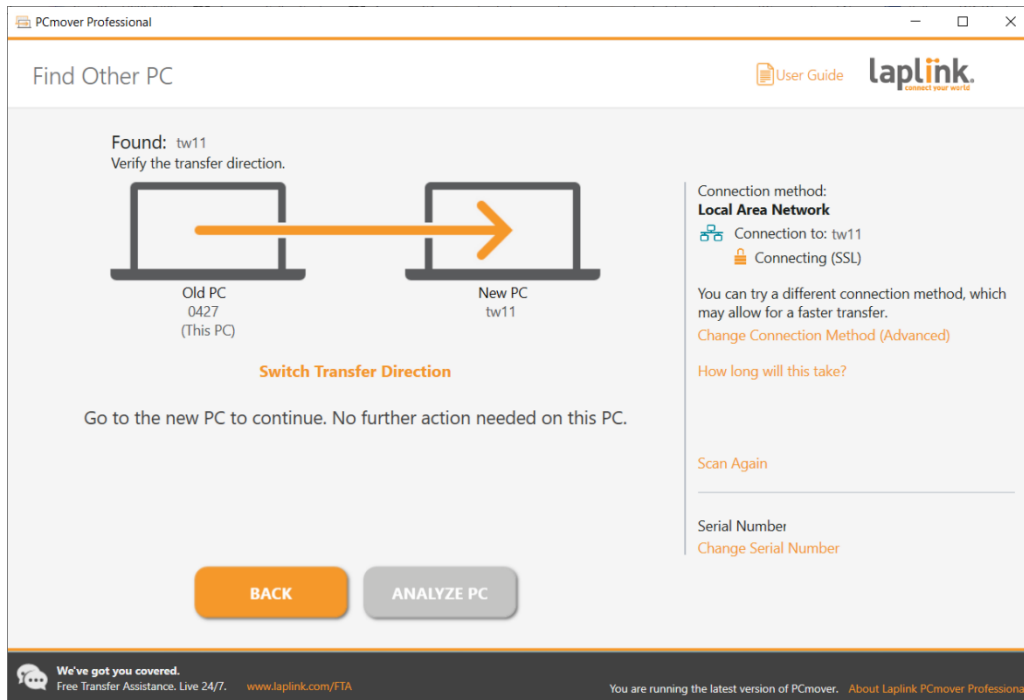 PCmover Professional
Find Other PC
User Guide
laplink.
connect your world
Found: tw11
Verify the transfer direction.
Old PC
0427
(This PC)
New PC
tw11
Switch Transfer Direction
Go to the new PC to continue. No further action needed on this PC.
Connection method:
Local Area Network
Connection to: tw11
Connecting (SSL)
You can try a different connection method, which
may allow for a faster transfer.
Change Connection Method (Advanced)
How long will this take?
Scan Again
Serial Number
Change Serial Number
BACK
ANALYZE PC
We've got you covered.
Free Transfer Assistance. Live 24/7.
www.laplink.com/FTA
You are running the latest version of PCmover.
About Laplink PCmover Professional